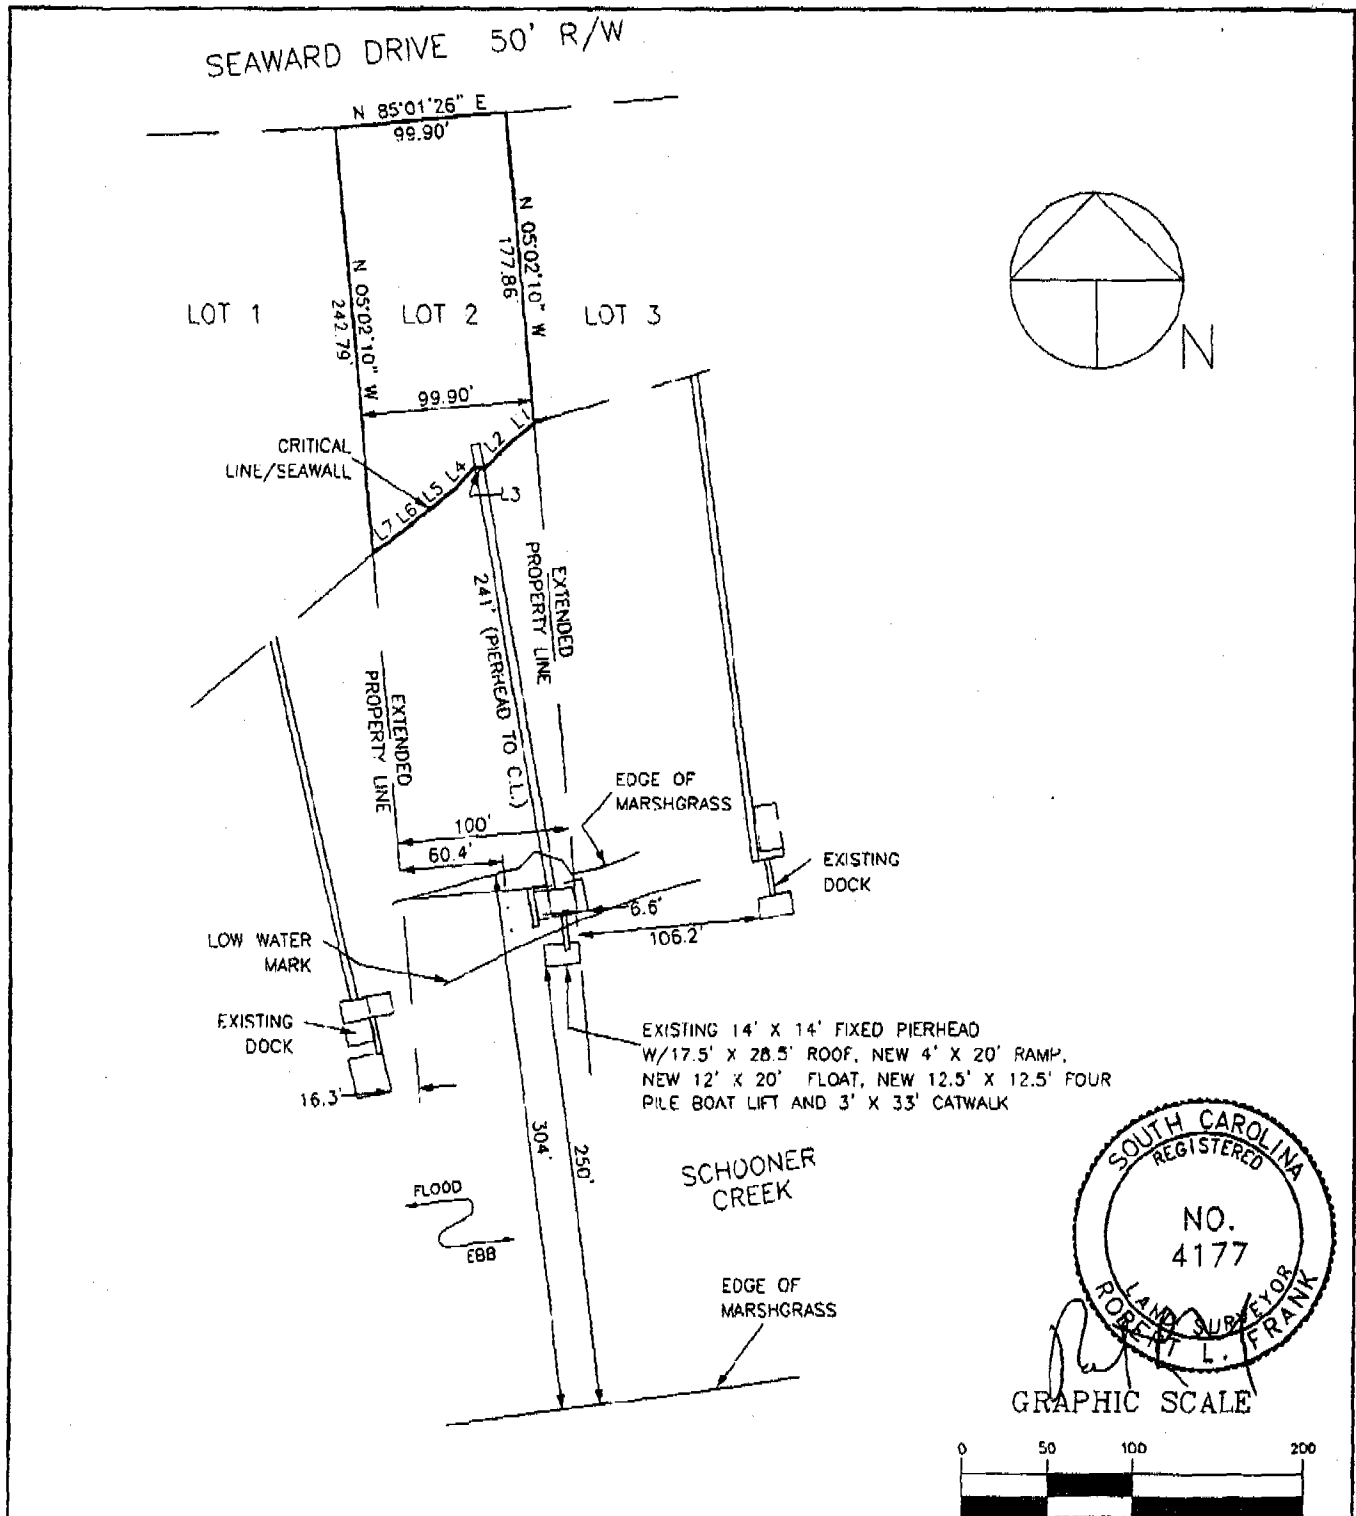 SEAWARD DRIVE 50' R/W
N 85°01'26" E
99.90'
N 05°02'10" W
177.86
N 05°02'10" W
242.79'
LOT 1
LOT 2
LOT 3
N
99.90'
CRITICAL
LINE/SEAWALL
L1
L2
L3
L4
L5
L6
L7
241' (PIERHEAD TO C.L.)
EXTENDED
PROPERTY LINE
EXTENDED
PROPERTY LINE
EDGE OF
MARSHGRASS
100'
60.4'
EXISTING
DOCK
6.6'
106.2'
LOW WATER
MARK
EXISTING
DOCK
16.3'
EXISTING 14' X 14' FIXED PIERHEAD
W/17.5' X 28.5' ROOF, NEW 4' X 20' RAMP,
NEW 12' X 20' FLOAT, NEW 12.5' X 12.5' FOUR
PILE BOAT LIFT AND 3' X 33' CATWALK
304'
250'
SCHOONER
CREEK
FLOOD
EBB
EDGE OF
MARSHGRASS
SOUTH CAROLINA
REGISTERED
NO.
4177
LAND SURVEYOR
ROBERT L. FRANK
GRAPHIC SCALE
0 50 100 200